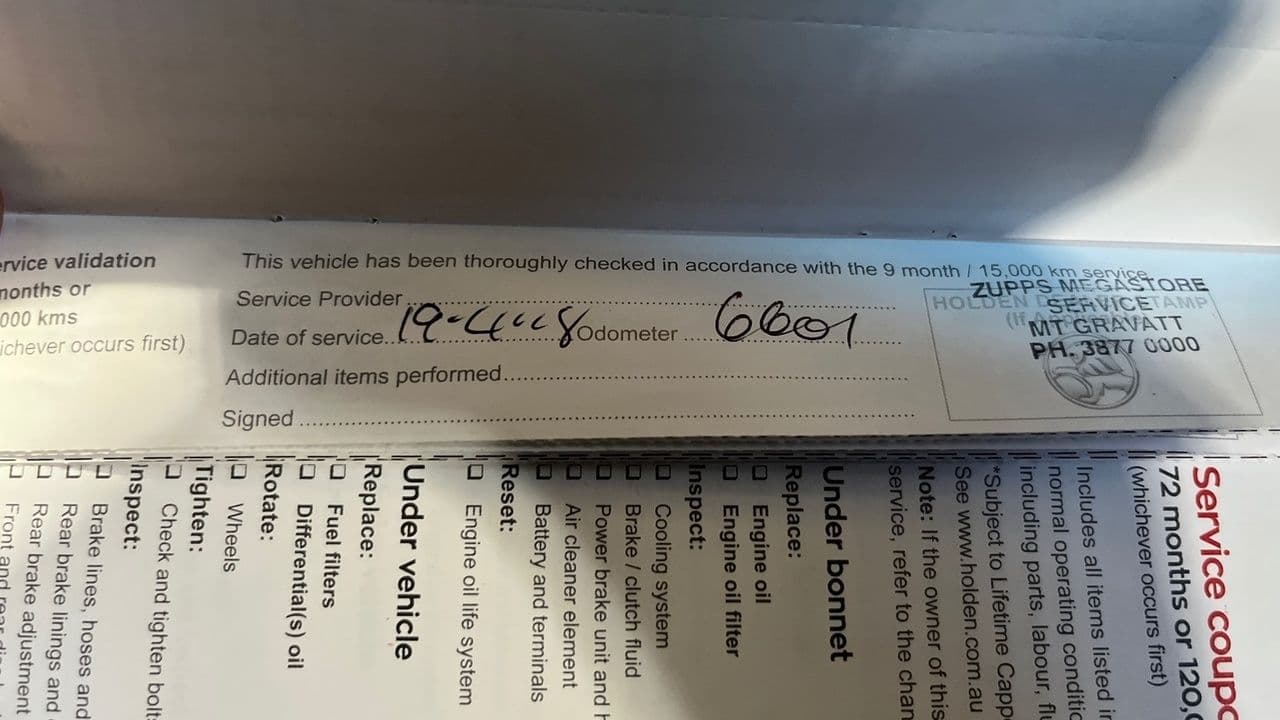 ervice validation
months or
000 kms
ichever occurs first)
This vehicle has been thoroughly checked in accordance with the 9 month / 15,000 km service.
Service Provider
Date of service
Odometer 6601
Additional items performed
Signed
ZUPPS MEGASTORE
SERVICE
MT GRAVATT
PH. 3877 0000
HOLDEN
Service coupo
72 months or 120,
(whichever occurs first)
Includes all items listed i
normal operating conditio
including parts, labour, flu
*Subject to Lifetime Capp
See www.holden.com.au
Note: If the owner of this
service, refer to the chan
Under bonnet
Replace:
Engine oil
Engine oil filter
Inspect:
Cooling system
Brake / clutch fluid
Power brake unit and h
Air cleaner element
Battery and terminals
Reset:
Engine oil life system
Under vehicle
Replace:
Fuel filters
Differential(s) oil
Rotate:
Wheels
Tighten:
Check and tighten bolt
Inspect:
Brake lines, hoses and
Rear brake linings and
Rear brake adjustment
Front and rear